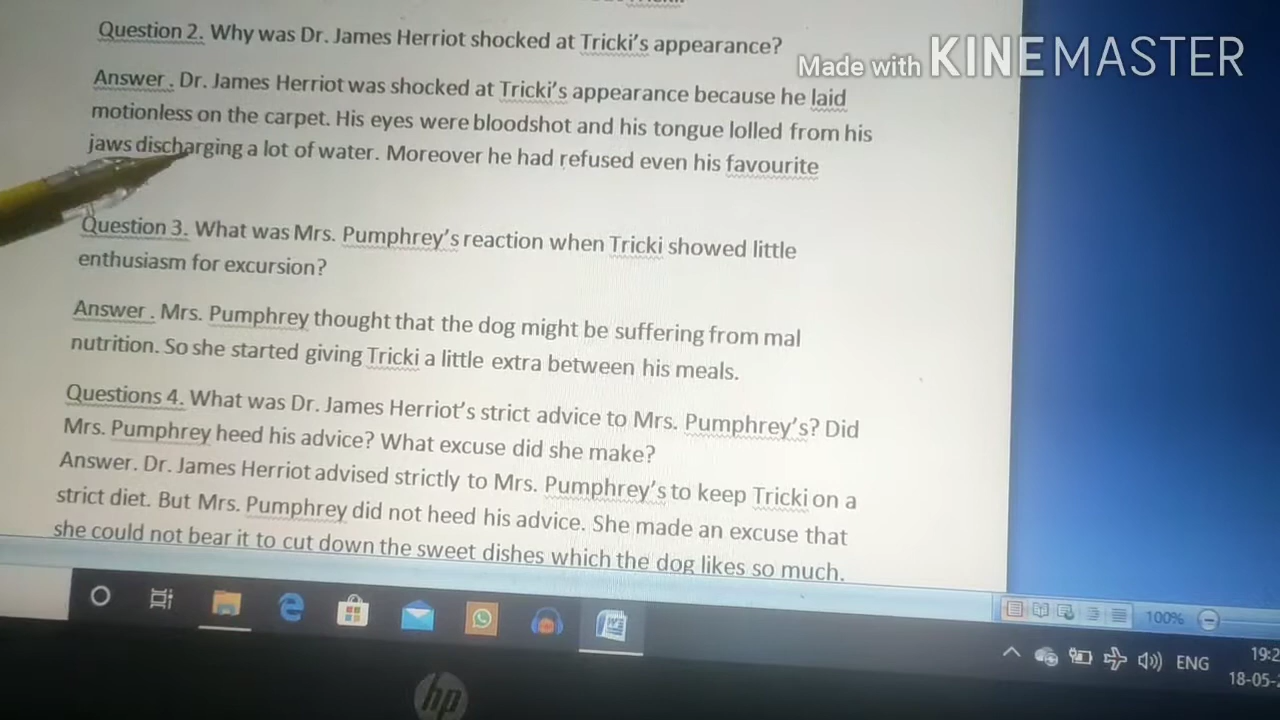 Question 2. Why was Dr. James Herriot shocked at Tricki's appearance?
Made with KINEMASTER
Answer . Dr. James Herriot was shocked at Tricki's appearance because he laid
motionless on the carpet. His eyes were bloodshot and his tongue lolled from his
jaws discharging a lot of water. Moreover he had refused even his favourite
Question 3. What was Mrs. Pumphrey's reaction when Tricki showed little
enthusiasm for excursion?
Answer . Mrs. Pumphrey thought that the dog might be suffering from mal
nutrition. So she started giving Tricki a little extra between his meals.
Questions 4. What was Dr. James Herriot's strict advice to Mrs. Pumphrey's? Did
Mrs. Pumphrey heed his advice? What excuse did she make?
Answer. Dr. James Herriot advised strictly to Mrs. Pumphrey's to keep Tricki on a
strict diet. But Mrs. Pumphrey did not heed his advice. She made an excuse that
she could not bear it to cut down the sweet dishes which the dog likes so much.
100%
ENG
19:2
18-05-
hp